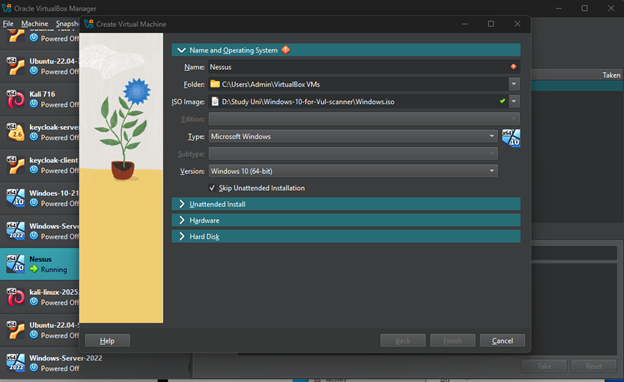 Oracle VirtualBox Manager
File Machine Snapsh
Powered Off
Ubuntu-22.04-
Powered Off
Kali 716
Powered Off
keycloak-server
Powered Off
keycloak-client
Powered Off
Windoes-10-21
Powered Off
Windows-Serve
Powered Off
Nessus
Running
kali-linux-2025.
Powered Off
Ubuntu-22.04-S
Powered Off
Windows-Server-2022
Powered Off
Create Virtual Machine
Name and Operating System
Name: Nessus
Folder: C:\Users\Admin\VirtualBox VMs
ISO Image: D:\Study Uni\Windows-10-for-Vul-scanner\Windows.iso
Edition:
Type: Microsoft Windows
Subtype:
Version: Windows 10 (64-bit)
Skip Unattended Installation
Unattended Install
Hardware
Hard Disk
Help
Back
Finish
Cancel
Taken
Take
Reset